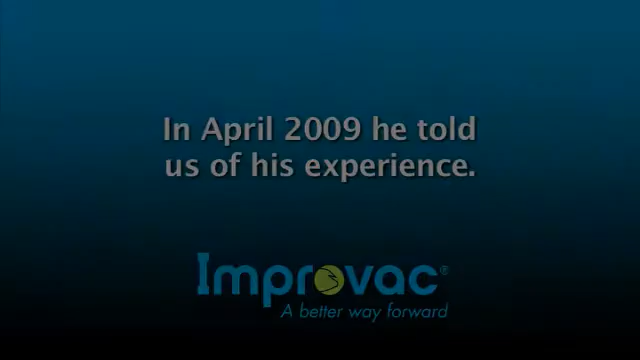 In April 2009 he told
us of his experience.
Improvac®
A better way forward